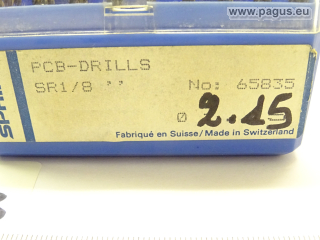 www.pagus.eu
PCB-DRILLS
SR1/8 ’’ No: 65835
Ø 2.15
Fabriqué en Suisse/Made in Switzerland